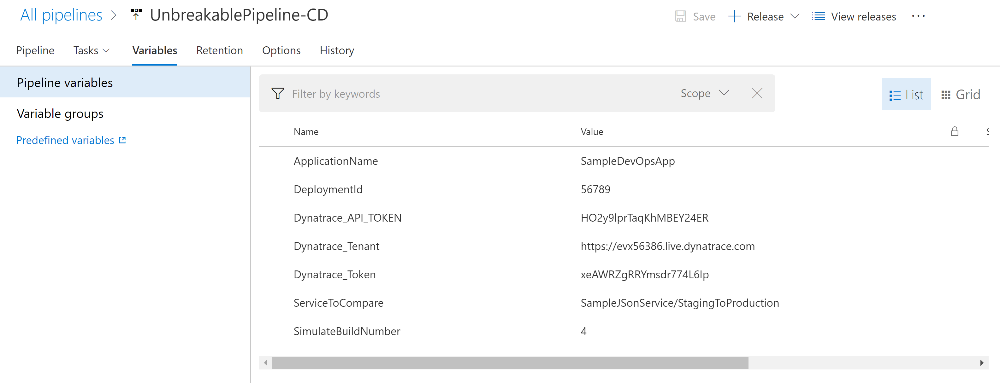 All pipelines > UnbreakablePipeline-CD Save + Release View releases ...
Pipeline Tasks Variables Retention Options History
Pipeline variables
Variable groups
Predefined variables
Filter by keywords Scope List Grid
Name Value
ApplicationName SampleDevOpsApp
DeploymentId 56789
Dynatrace_API_TOKEN HO2y9lprTaqKhMBEY24ER
Dynatrace_Tenant https://evx56386.live.dynatrace.com
Dynatrace_Token xeAWRZgRRYmsdr774L6Ip
ServiceToCompare SampleJSonService/StagingToProduction
SimulateBuildNumber 4